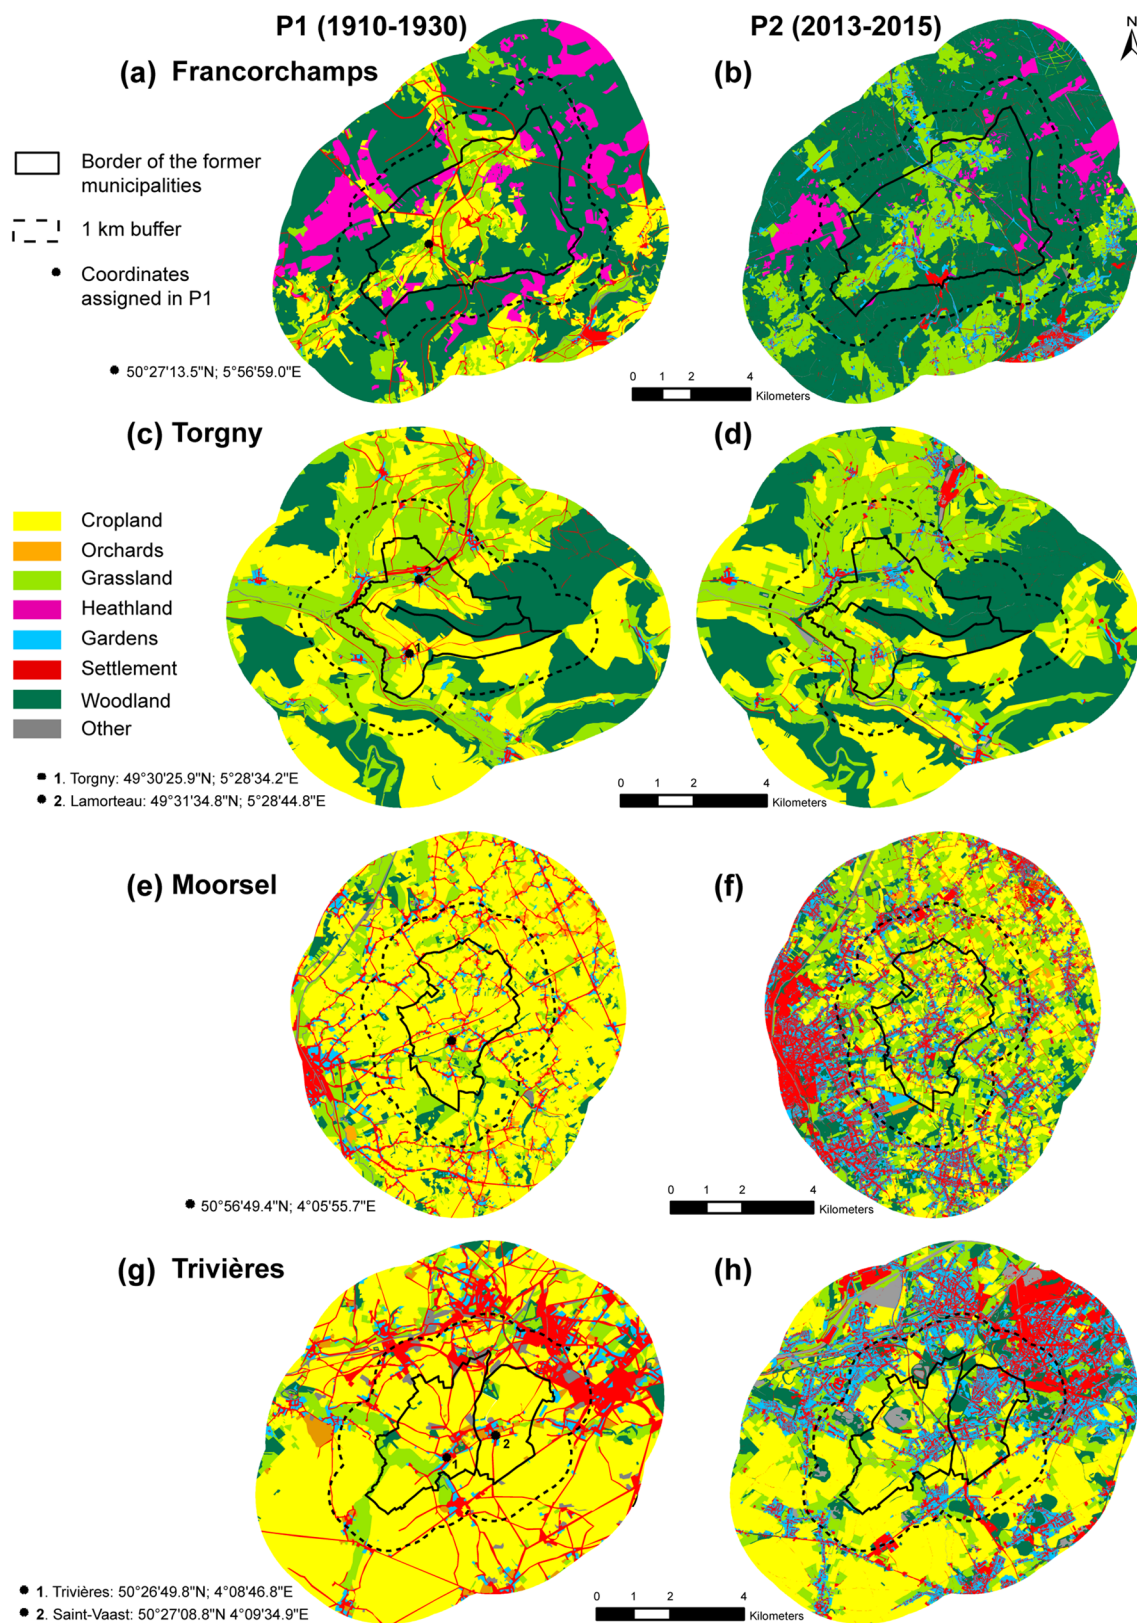 P1 (1910-1930)
P2 (2013-2015)
N
(a) Francorchamps
(b)
Border of the former
municipalities
1 km buffer
Coordinates
assigned in P1
50°27'13.5"N; 5°56'59.0"E
0 1 2 4
Kilometers
(c) Torgny
(d)
2
1
Cropland
Orchards
Grassland
Heathland
Gardens
Settlement
Woodland
Other
1. Torgny: 49°30'25.9"N; 5°28'34.2"E
2. Lamorteau: 49°31'34.8"N; 5°28'44.8"E
0 1 2 4
Kilometers
(e) Moorsel
(f)
50°56'49.4"N; 4°05'55.7"E
0 1 2 4
Kilometers
(g) Trivières
(h)
2
1
1. Trivières: 50°26'49.8"N; 4°08'46.8"E
2. Saint-Vaast: 50°27'08.8"N 4°09'34.9"E
0 1 2 4
Kilometers